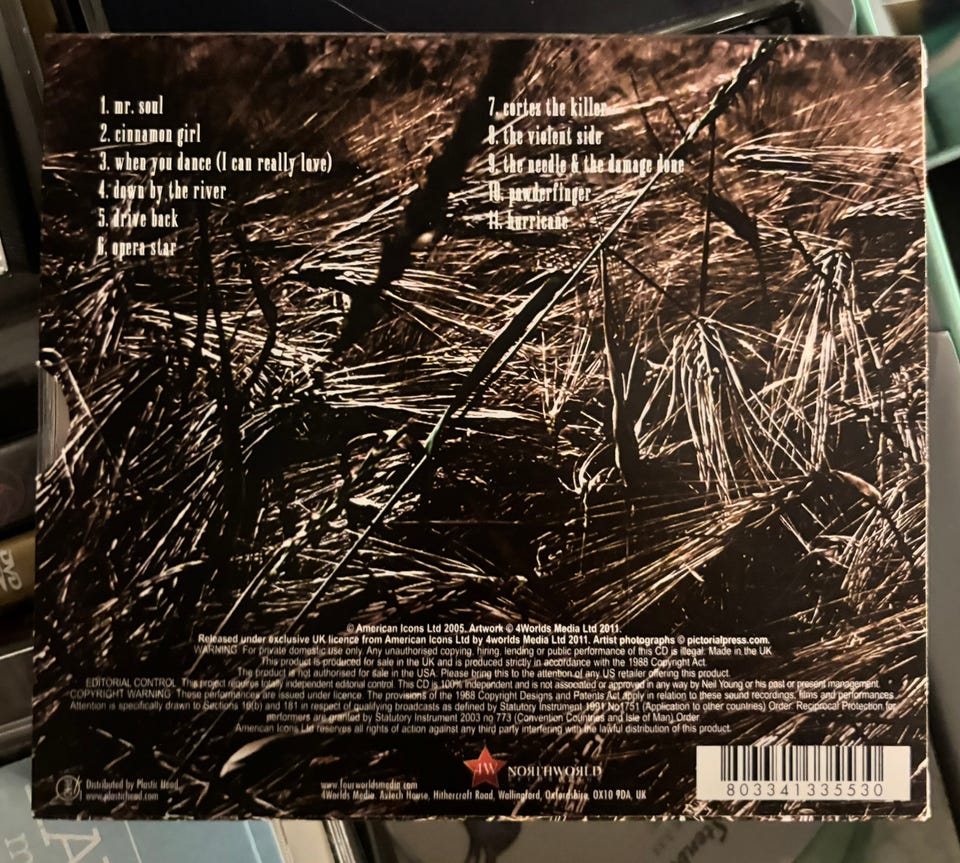 1. mr. soul
2. cinnamon girl
3. when you dance (I can really love)
4. down by the river
5. drive back
6. opera star
7. cortez the killer
8. the violent side
9. the needle & the damage done
10. powderfinger
11. hurricane
© American Icons Ltd 2005. Artwork © 4Worlds Media Ltd 2011.
Released under exclusive UK licence from American Icons Ltd by 4worlds Media Ltd 2011. Artist photographs © pictorialpress.com.
WARNING. For private domestic use only. Any unauthorised copying, hiring, lending or public performance of this CD is illegal. Made in the UK
This product is produced for sale in the UK and is produced strictly in accordance with the 1988 Copyright Act.
The product is not authorised for sale in the USA. Please bring this to the attention of any US retailer offering this product.
EDITORIAL CONTROL. This project requires totally independent editorial control. This CD is 100% independent and is not associated or approved in any way by Neil Young or his past or present management.
COPYRIGHT WARNING. These performances are issued under licence. The provisions of the 1968 Copyright Designs and Patents Act apply in relation to these sound recordings, films and performances
Attention is specifically drawn to Sections 16(b) and 181 in respect of qualifying broadcasts as defined by Statutory Instrument 1991 No1751 (Application to other countries) Order. Reciprocal Protection for
performers are granted by Statutory Instrument 2003 no 773 (Convention Countries and Isle of Man) Order
American Icons Ltd reserves all rights of action against any third party interfering with the lawful distribution of this product.
4W NORTHWORLD
Distributed by Plastic Head
www.plastichead.com
www.fourworldsmedia.com
4Worlds Media, Avtech House, Hithercroft Road, Wallingford, Oxfordshire, OX10 9DA, UK
803341335530
DVD